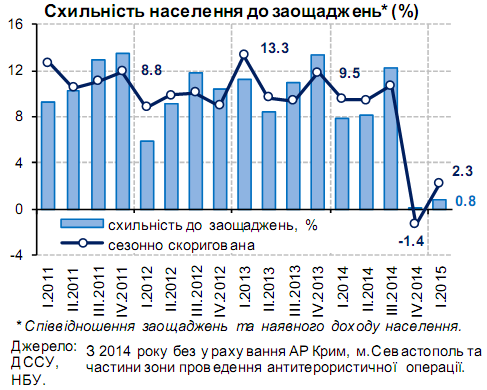 Схильність населення до заощаджень* (%)
16
12
8
4
0
-4
8.8
13.3
9.5
-1.4
2.3
0.8
схильність до заощаджень, %
сезонно скоригована
I.2011
II.2011
III.2011
IV.2011
I.2012
II.2012
III.2012
IV.2012
I.2013
II.2013
III.2013
IV.2013
I.2014
II.2014
III.2014
IV.2014
I.2015
* Співвідношення заощаджень та наявного доходу населення.
Джерело:
ДССУ,
НБУ.
З 2014 року без урахування АР Крим, м.Севастополь та
частини зони проведення антитерористичної операції.